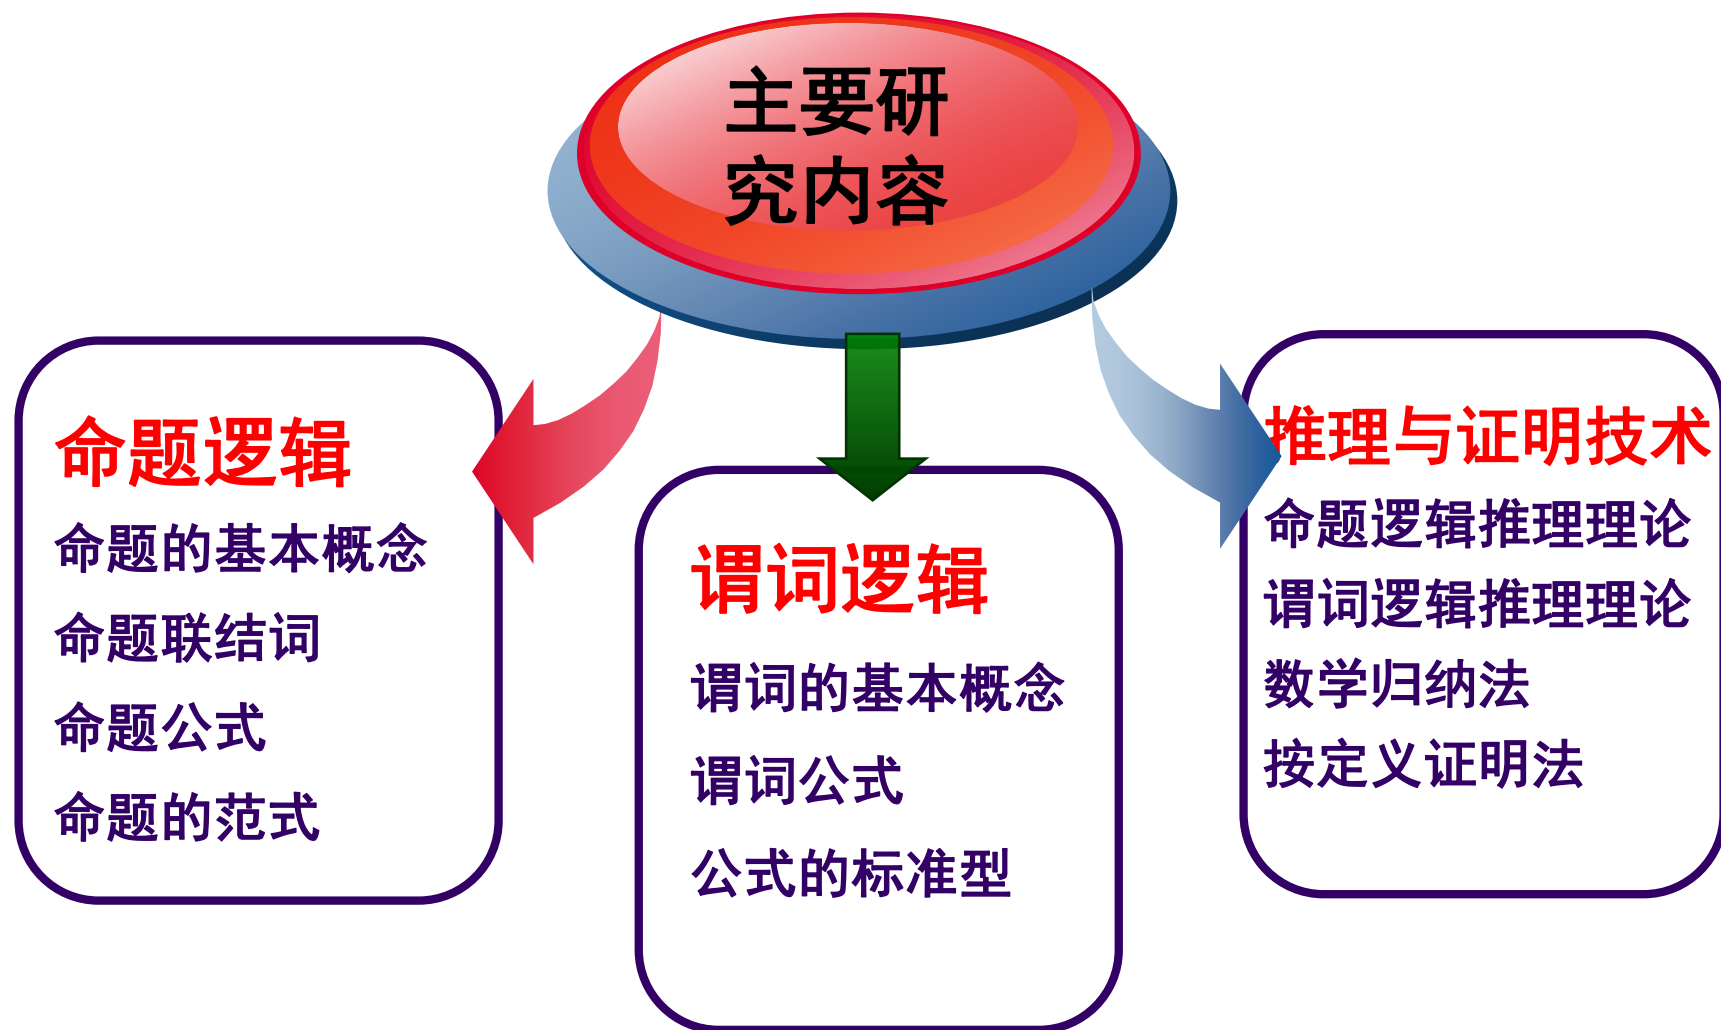 主要研
究内容
命题逻辑
命题的基本概念
命题联结词
命题公式
命题的范式
谓词逻辑
谓词的基本概念
谓词公式
公式的标准型
推理与证明技术
命题逻辑推理理论
谓词逻辑推理理论
数学归纳法
按定义证明法